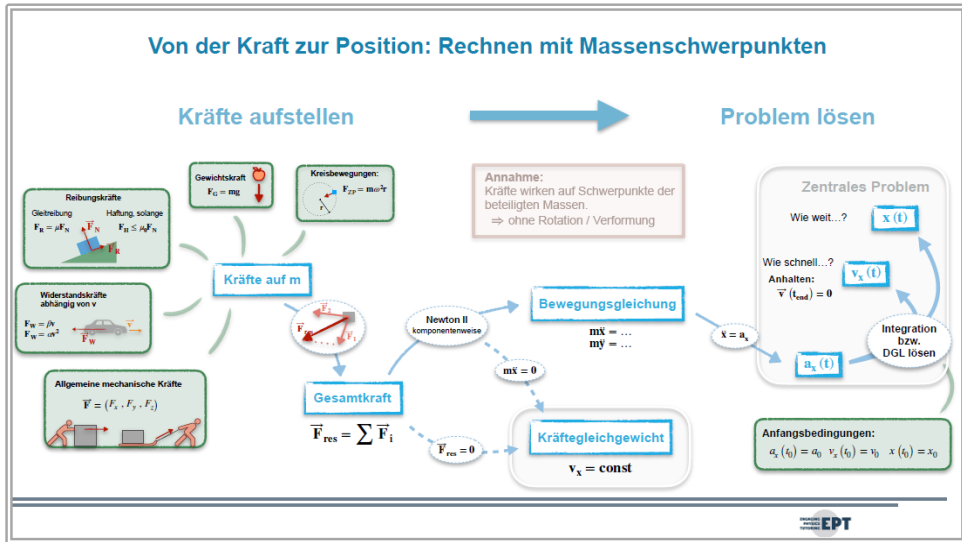 Von der Kraft zur Position: Rechnen mit Massenschwerpunkten
Kräfte aufstellen
Problem lösen
Gewichtskraft
F_G = mg
Kreisbewegungen:
F_ZP = mω²r
r
Reibungskräfte
Gleitreibung
Haftung, solange
F_R = μF_N
F_H ≤ μ_0F_N
F_N
F_R
Kräfte auf m
Widerstandskräfte
abhängig von v
F_W = βv
F_W = αv²
F_W
v
Allgemeine mechanische Kräfte
F = (F_x , F_y , F_z)
F_2
F_1
Gesamtkraft
F_res = ∑ F_i
Newton II
komponentenweise
Annahme:
Kräfte wirken auf Schwerpunkte der
beteiligten Massen.
⇒ ohne Rotation / Verformung
Bewegungsgleichung
mẍ = ...
mÿ = ...
mẍ = 0
F_res = 0
Kräftegleichgewicht
v_x = const
ẍ = a_x
Zentrales Problem
Wie weit…?
x (t)
Wie schnell…?
v_x (t)
Anhalten:
v (t_end) = 0
Integration
bzw.
DGL lösen
a_x (t)
Anfangsbedingungen:
a_x (t_0) = a_0 v_x (t_0) = v_0 x (t_0) = x_0
ENGAGING
PHYSICS
TUTORING
EPT